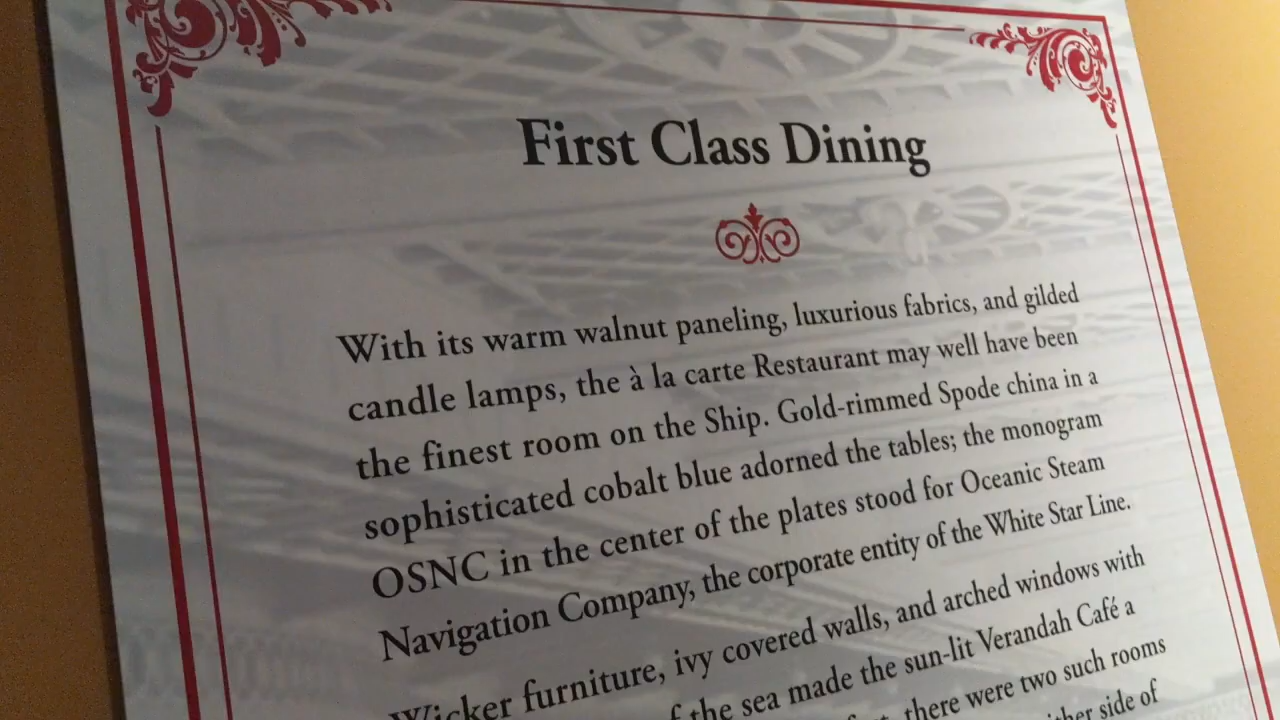 First Class Dining
With its warm walnut paneling, luxurious fabrics, and gilded
candle lamps, the à la carte Restaurant may well have been
the finest room on the Ship. Gold-rimmed Spode china in a
sophisticated cobalt blue adorned the tables; the monogram
OSNC in the center of the plates stood for Oceanic Steam
Navigation Company, the corporate entity of the White Star Line.
Wicker furniture, ivy covered walls, and arched windows with
the sea made the sun-lit Verandah Café a
there were two such rooms
side of